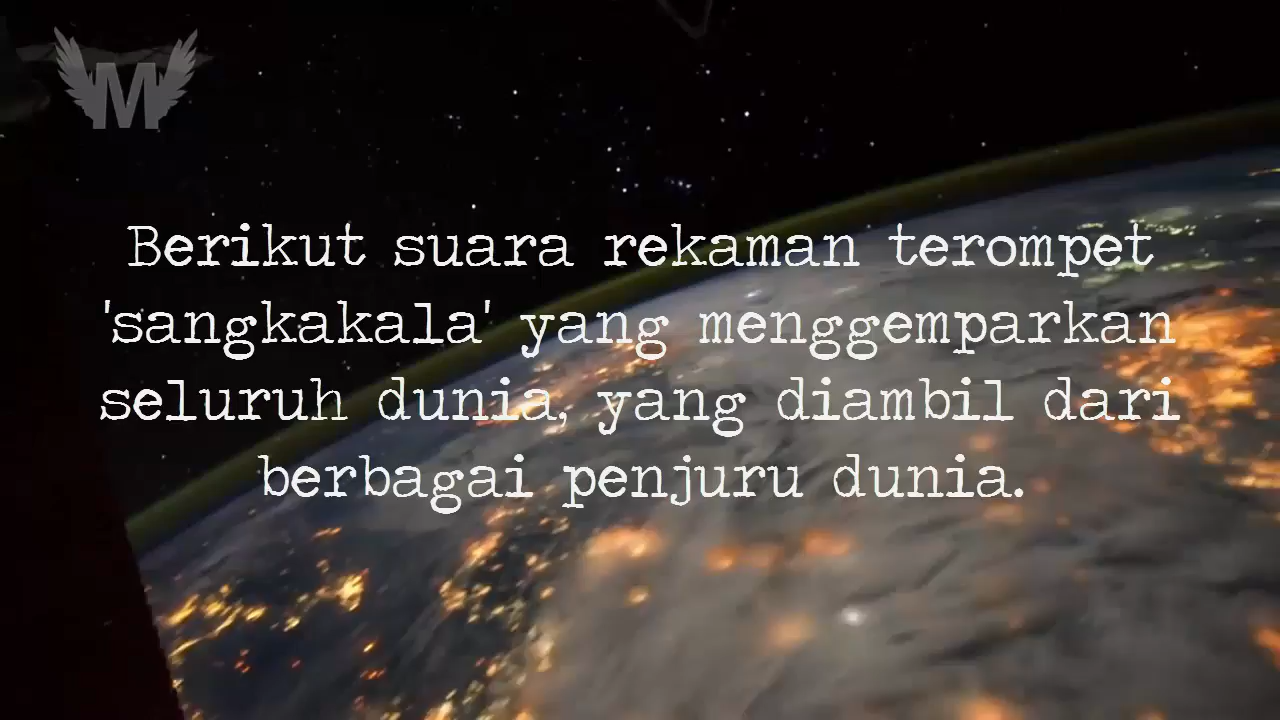 M
Berikut suara rekaman terompet
'sangkakala' yang menggemparkan
seluruh dunia, yang diambil dari
berbagai penjuru dunia.